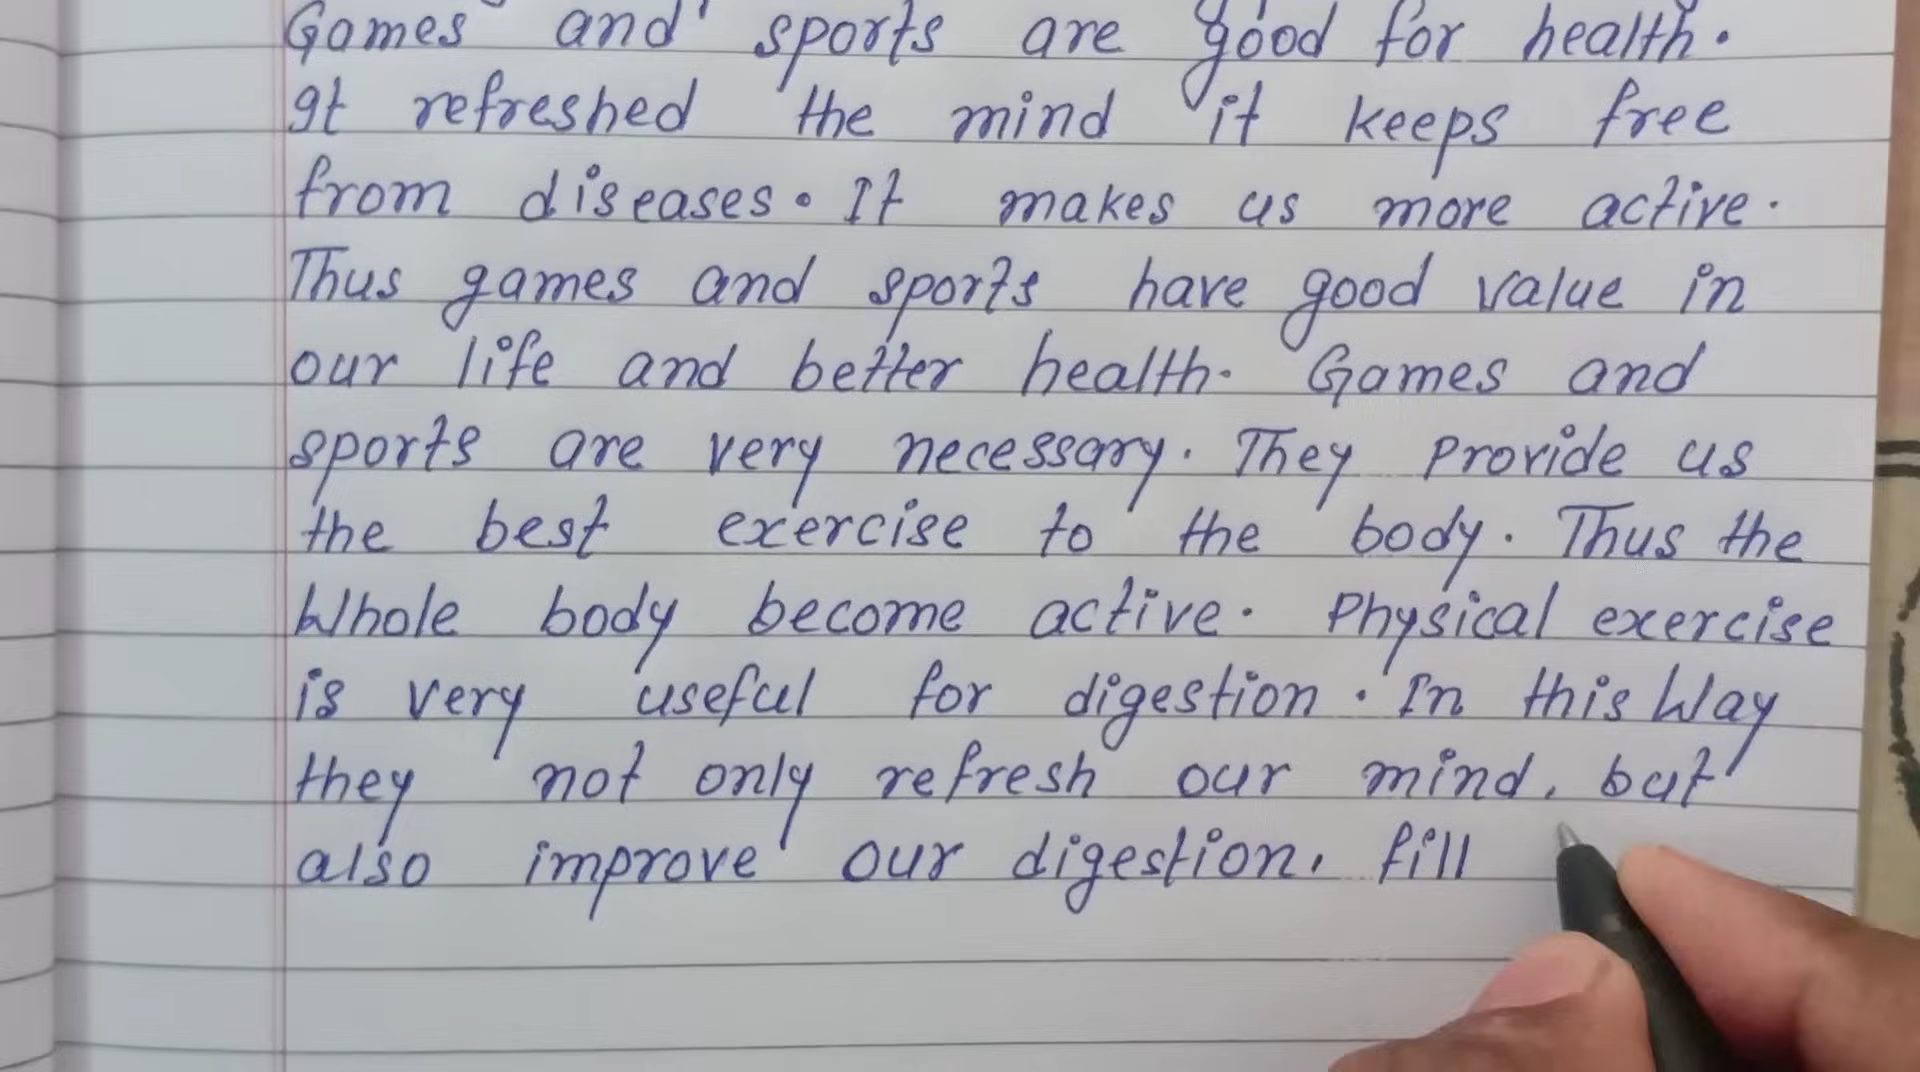 Games and sports are good for health.
It refreshed the mind it keeps free
from diseases. It makes us more active.
Thus games and sports have good value in
our life and better health. Games and
sports are very necessary. They provide us
the best exercise to the body. Thus the
Whole body become active. Physical exercise
is very useful for digestion. In this Way
they not only refresh our mind, but
also improve our digestion. fill